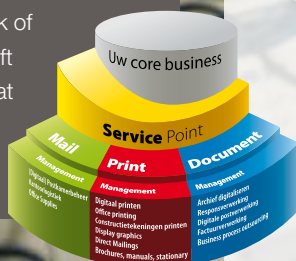 k of
ft
at
Uw core business
Service Point
Mail
Management
(Digitaal) Postkamerbeheer
Kantoorlogistiek
Office Supplies
Print
Management
Digitaal printen
Office printing
Constructietekeningen printen
Display graphics
Direct Mailings
Brochures, manuals, stationary
Document
Management
Archief digitaliseren
Responsverwerking
Digitale postverwerking
Factuurverwerking
Business process outsourcing